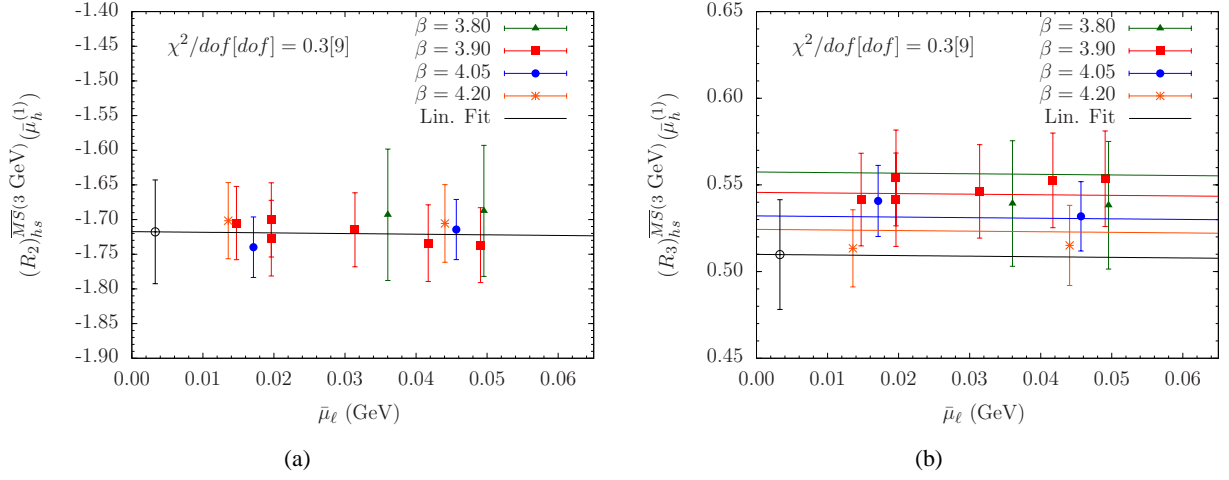 -1.40
-1.45
-1.50
-1.55
-1.60
-1.65
-1.70
-1.75
-1.80
-1.85
-1.90
0.00 0.01 0.02 0.03 0.04 0.05 0.06
(R₂)ₕₛ^{\overline{MS}}(3 GeV)(μ̄ₕ^{(1)})
μ̄_ℓ (GeV)
χ²/dof[dof] = 0.3[9]
β = 3.80
β = 3.90
β = 4.05
β = 4.20
Lin. Fit
(a)
0.65
0.60
0.55
0.50
0.45
0.00 0.01 0.02 0.03 0.04 0.05 0.06
(R₃)ₕₛ^{\overline{MS}}(3 GeV)(μ̄ₕ^{(1)})
μ̄_ℓ (GeV)
χ²/dof[dof] = 0.3[9]
β = 3.80
β = 3.90
β = 4.05
β = 4.20
Lin. Fit
(b)